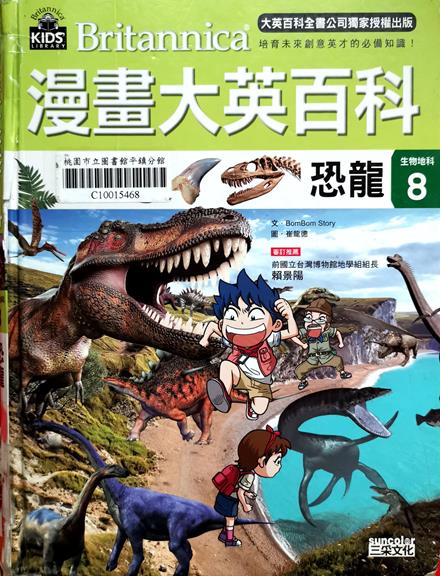 Britannica
KIDS
LIBRARY
Britannica®
大英百科全書公司獨家授權出版
培育未來創意英才的必備知識！
漫畫大英百科
桃園市立圖書館平鎮分館
C10015468
恐龍
生物地科
8
文・BomBom Story
圖・崔龍德
審訂推薦
前國立台灣博物館地學組組長
賴景陽
恐龍
suncolor
三采文化